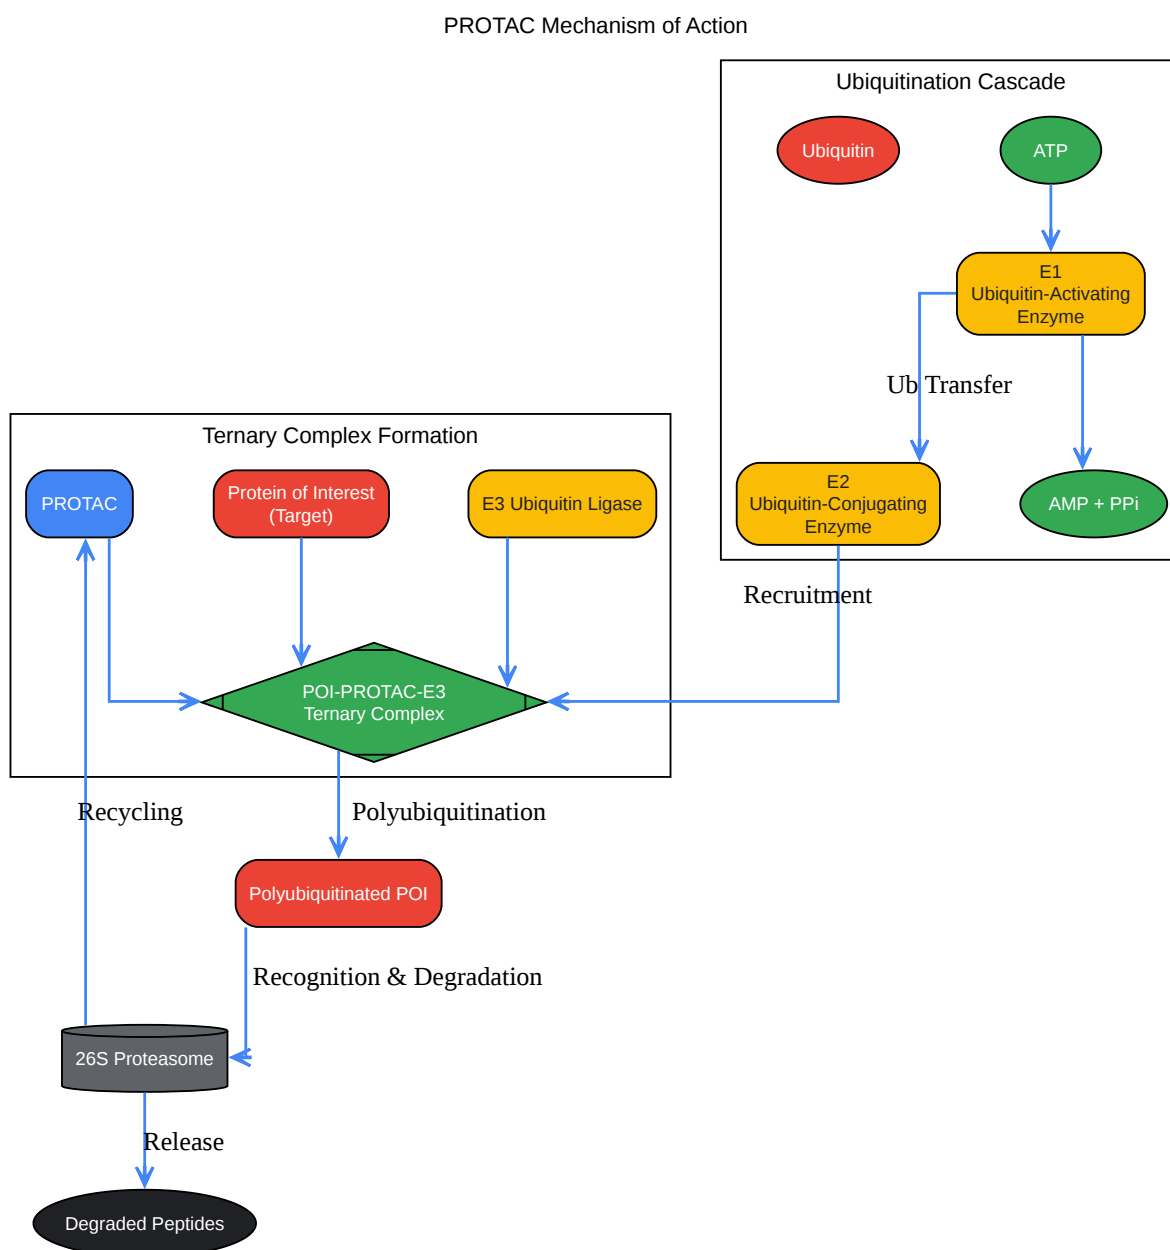 PROTAC Mechanism of Action
Ubiquitination Cascade
Ubiquitin
ATP
E1
Ubiquitin-Activating
Enzyme
Ub Transfer
Ternary Complex Formation
PROTAC
Protein of Interest
(Target)
E3 Ubiquitin Ligase
E2
Ubiquitin-Conjugating
Enzyme
AMP + PPi
Recruitment
POI-PROTAC-E3
Ternary Complex
Recycling
Polyubiquitination
Polyubiquitinated POI
Recognition & Degradation
26S Proteasome
Release
Degraded Peptides